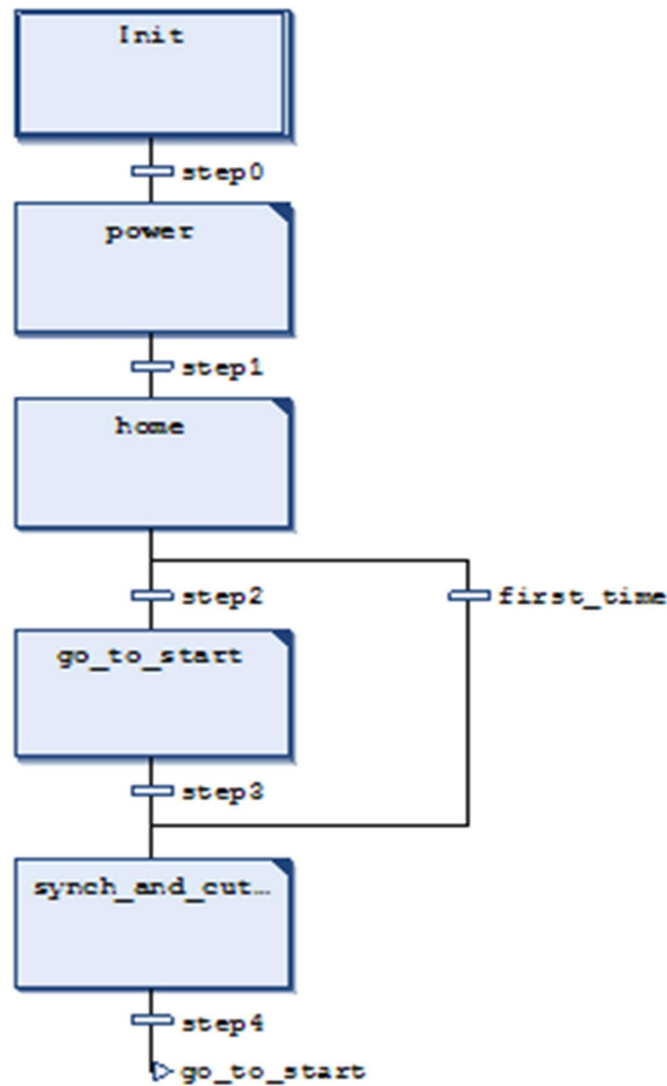 Init
step0
power
step1
home
step2
first_time
go_to_start
step3
synch_and_cut...
step4
go_to_start